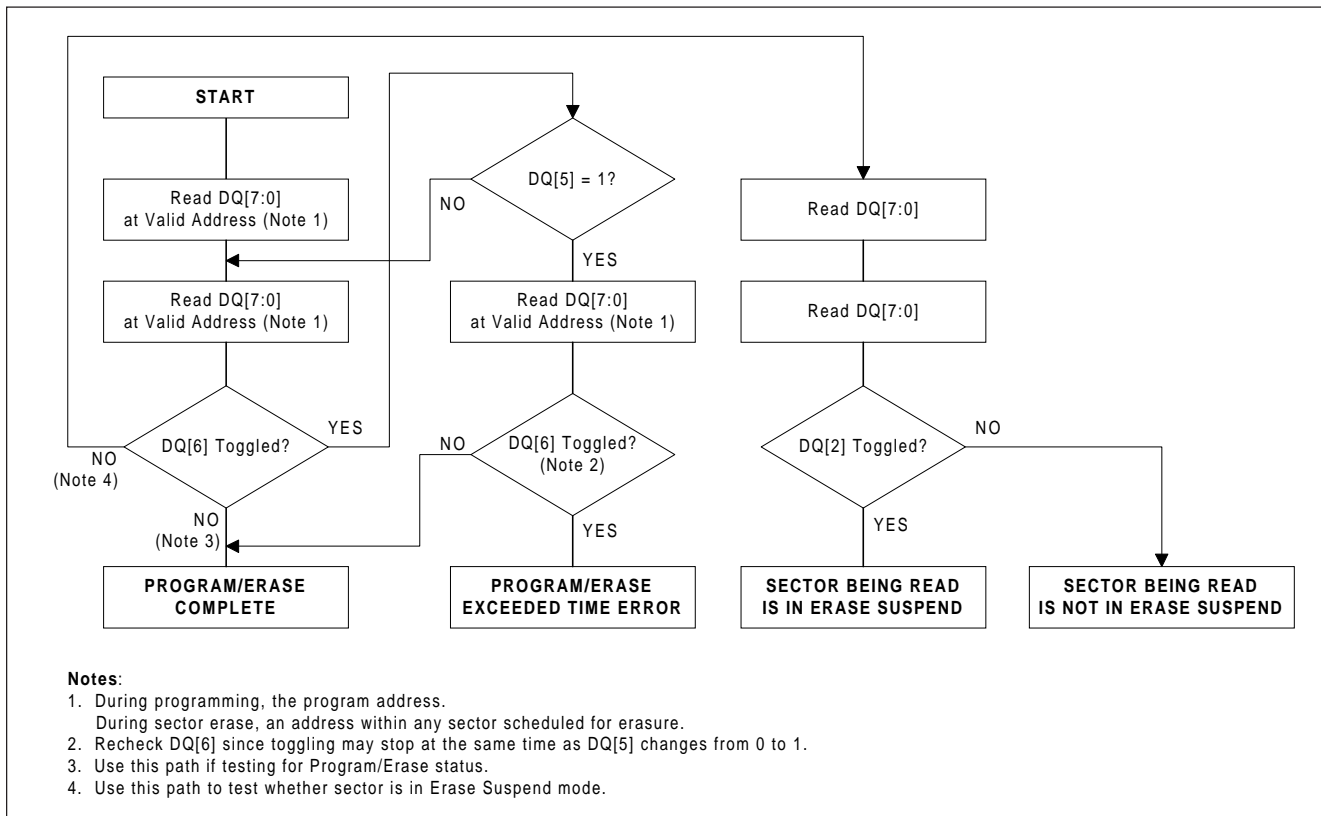 START
Read DQ[7:0]
at Valid Address (Note 1)
Read DQ[7:0]
at Valid Address (Note 1)
DQ[6] Toggled?
YES
NO
(Note 4)
NO
(Note 3)
PROGRAM/ERASE
COMPLETE
DQ[5] = 1?
NO
YES
Read DQ[7:0]
at Valid Address (Note 1)
DQ[6] Toggled?
(Note 2)
NO
YES
PROGRAM/ERASE
EXCEEDED TIME ERROR
Read DQ[7:0]
Read DQ[7:0]
DQ[2] Toggled?
NO
YES
SECTOR BEING READ
IS IN ERASE SUSPEND
SECTOR BEING READ
IS NOT IN ERASE SUSPEND
Notes:
1. During programming, the program address.
During sector erase, an address within any sector scheduled for erasure.
2. Recheck DQ[6] since toggling may stop at the same time as DQ[5] changes from 0 to 1.
3. Use this path if testing for Program/Erase status.
4. Use this path to test whether sector is in Erase Suspend mode.